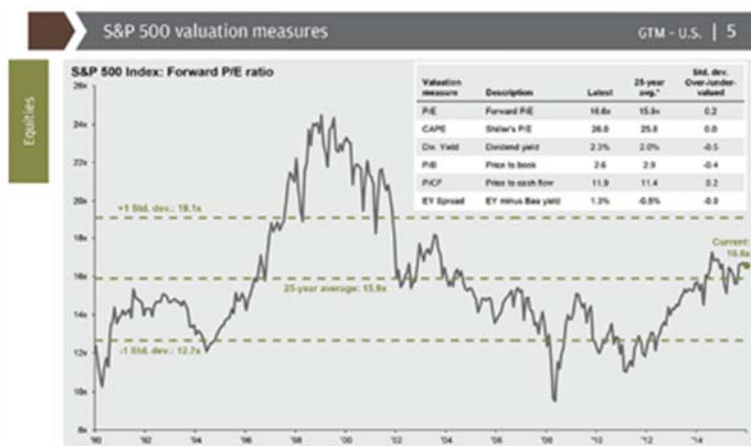 S&P 500 valuation measures
GTM – U.S. | 5
Equities
S&P 500 Index: Forward P/E ratio
26x
24x
22x
20x
18x
16x
14x
12x
10x
8x
+1 Std. dev.: 19.1x
25-year average: 15.8x
-1 Std. dev.: 12.7x
Current:
16.6x
Valuation measure Description Latest 25-year avg.* Std. dev. Over-/under-valued
P/E Forward P/E 16.6x 15.8x 0.2
CAPE Shiller's P/E 26.0 25.8 0.0
Div. Yield Dividend yield 2.3% 2.0% -0.5
P/B Price to book 2.6 2.9 -0.4
P/CF Price to cash flow 11.9 11.4 0.2
EY Spread EY minus Baa yield 1.3% -0.5%
'90 '92 '94 '96 '98 '00 '02 '04 '06 '08 '10 '12 '14